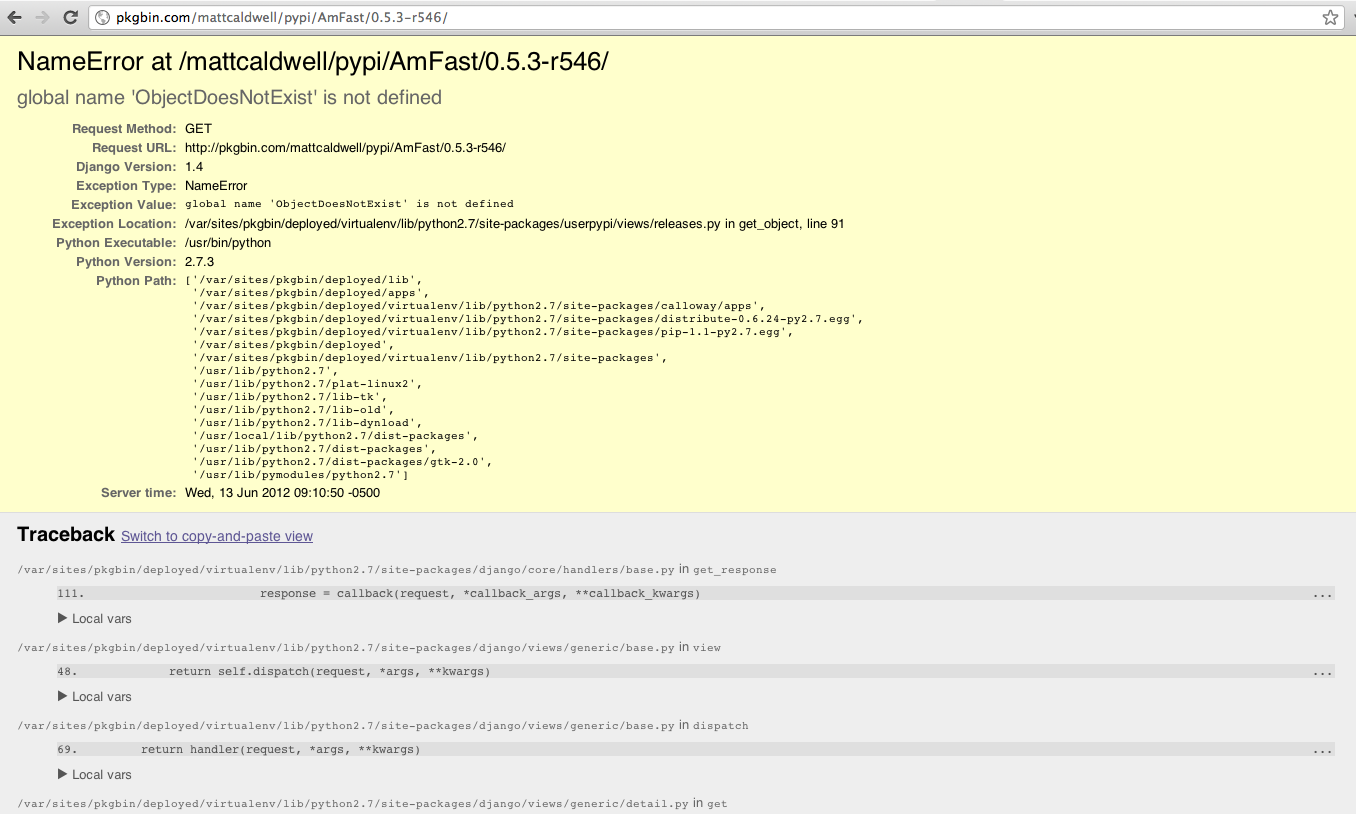 pkgbin.com/mattcaldwell/pypi/AmFast/0.5.3-r546/
NameError at /mattcaldwell/pypi/AmFast/0.5.3-r546/
global name 'ObjectDoesNotExist' is not defined
Request Method: GET
Request URL: http://pkgbin.com/mattcaldwell/pypi/AmFast/0.5.3-r546/
Django Version: 1.4
Exception Type: NameError
Exception Value: global name 'ObjectDoesNotExist' is not defined
Exception Location: /var/sites/pkgbin/deployed/virtualenv/lib/python2.7/site-packages/userpypi/views/releases.py in get_object, line 91
Python Executable: /usr/bin/python
Python Version: 2.7.3
Python Path: ['/var/sites/pkgbin/deployed/lib',
'/var/sites/pkgbin/deployed/apps',
'/var/sites/pkgbin/deployed/virtualenv/lib/python2.7/site-packages/calloway/apps',
'/var/sites/pkgbin/deployed/virtualenv/lib/python2.7/site-packages/distribute-0.6.24-py2.7.egg',
'/var/sites/pkgbin/deployed/virtualenv/lib/python2.7/site-packages/pip-1.1-py2.7.egg',
'/var/sites/pkgbin/deployed',
'/var/sites/pkgbin/deployed/virtualenv/lib/python2.7/site-packages',
'/usr/lib/python2.7',
'/usr/lib/python2.7/plat-linux2',
'/usr/lib/python2.7/lib-tk',
'/usr/lib/python2.7/lib-old',
'/usr/lib/python2.7/lib-dynload',
'/usr/local/lib/python2.7/dist-packages',
'/usr/lib/python2.7/dist-packages',
'/usr/lib/python2.7/dist-packages/gtk-2.0',
'/usr/lib/pymodules/python2.7']
Server time: Wed, 13 Jun 2012 09:10:50 -0500
Traceback Switch to copy-and-paste view
/var/sites/pkgbin/deployed/virtualenv/lib/python2.7/site-packages/django/core/handlers/base.py in get_response
111. response = callback(request, *callback_args, **callback_kwargs) ...
▶ Local vars
/var/sites/pkgbin/deployed/virtualenv/lib/python2.7/site-packages/django/views/generic/base.py in view
48. return self.dispatch(request, *args, **kwargs) ...
▶ Local vars
/var/sites/pkgbin/deployed/virtualenv/lib/python2.7/site-packages/django/views/generic/base.py in dispatch
69. return handler(request, *args, **kwargs) ...
▶ Local vars
/var/sites/pkgbin/deployed/virtualenv/lib/python2.7/site-packages/django/views/generic/detail.py in get